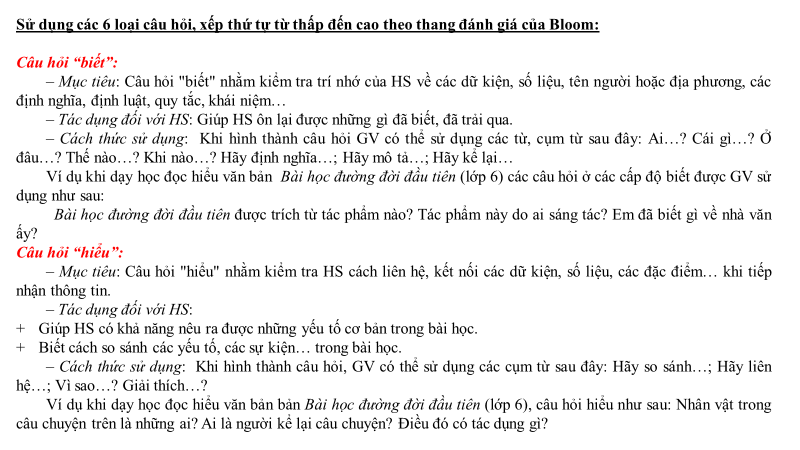 Sử dụng các 6 loại câu hỏi, xếp thứ tự từ thấp đến cao theo thang đánh giá của Bloom:
Câu hỏi “biết”:
– Mục tiêu: Câu hỏi "biết" nhằm kiểm tra trí nhớ của HS về các dữ kiện, số liệu, tên người hoặc địa phương, các
định nghĩa, định luật, quy tắc, khái niệm…
– Tác dụng đối với HS: Giúp HS ôn lại được những gì đã biết, đã trải qua.
– Cách thức sử dụng: Khi hình thành câu hỏi GV có thể sử dụng các từ, cụm từ sau đây: Ai…? Cái gì…? Ở
đâu…? Thế nào…? Khi nào…? Hãy định nghĩa…; Hãy mô tả…; Hãy kể lại…
Ví dụ khi dạy học đọc hiểu văn bản Bài học đường đời đầu tiên (lớp 6) các câu hỏi ở các cấp độ biết được GV sử
dụng như sau:
Bài học đường đời đầu tiên được trích từ tác phẩm nào? Tác phẩm này do ai sáng tác? Em đã biết gì về nhà văn
ấy?
Câu hỏi “hiểu”:
– Mục tiêu: Câu hỏi "hiểu" nhằm kiểm tra HS cách liên hệ, kết nối các dữ kiện, số liệu, các đặc điểm… khi tiếp
nhận thông tin.
– Tác dụng đối với HS:
+ Giúp HS có khả năng nêu ra được những yếu tố cơ bản trong bài học.
+ Biết cách so sánh các yếu tố, các sự kiện… trong bài học.
– Cách thức sử dụng: Khi hình thành câu hỏi, GV có thể sử dụng các cụm từ sau đây: Hãy so sánh…; Hãy liên
hệ…; Vì sao…? Giải thích…?
Ví dụ khi dạy học đọc hiểu văn bản bản Bài học đường đời đầu tiên (lớp 6), câu hỏi hiểu như sau: Nhân vật trong
câu chuyện trên là những ai? Ai là người kể lại câu chuyện? Điều đó có tác dụng gì?